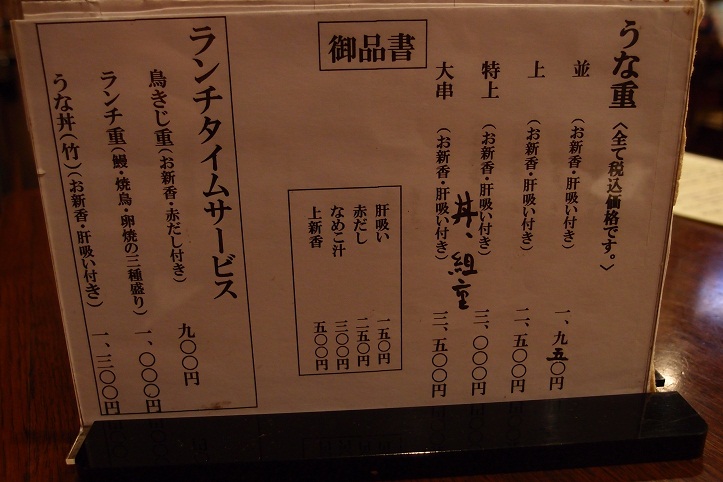 うな重〈全て税込価格です。〉
並(お新香・肝吸い付き)一、九五〇円
上(お新香・肝吸い付き)二、五〇〇円
特上(お新香・肝吸い付き)三、〇〇〇円
大串(お新香・肝吸い付き)三、五〇〇円
丼、組重
御品書
肝吸い 一五〇円
赤だし 二五〇円
なめこ汁 三〇〇円
上新香 五〇〇円
ランチタイムサービス
鳥きじ重(お新香・赤だし付き)九〇〇円
ランチ重(鰻・焼鳥・卵焼の三種盛り)一、〇〇〇円
うな丼(竹)(お新香・肝吸い付き)一、三〇〇円